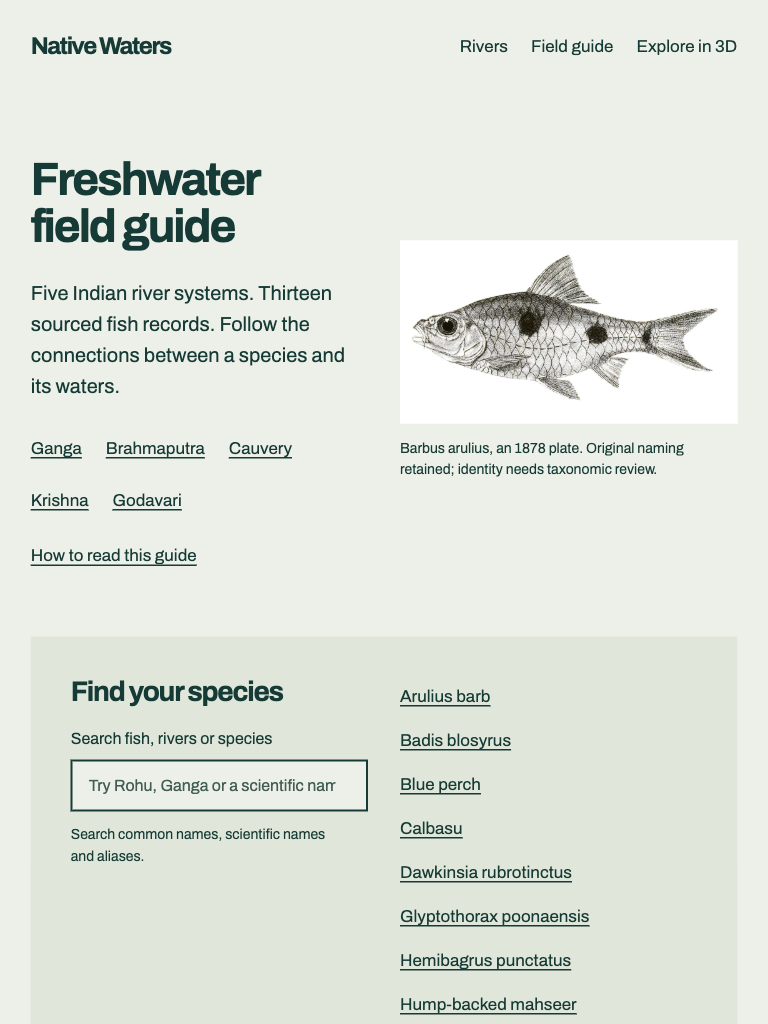 Native Waters
Rivers
Field guide
Explore in 3D
Freshwater
field guide
Five Indian river systems. Thirteen
sourced fish records. Follow the
connections between a species and
its waters.
Ganga
Brahmaputra
Cauvery
Krishna
Godavari
How to read this guide
Barbus arulius, an 1878 plate. Original naming
retained; identity needs taxonomic review.
Find your species
Search fish, rivers or species
Try Rohu, Ganga or a scientific
Search common names, scientific names
and aliases.
Arulius barb
Badis blosyrus
Blue perch
Calbasu
Dawkinsia rubrotinctus
Glyptothorax poonaensis
Hemibagrus punctatus
Hump-backed mahseer